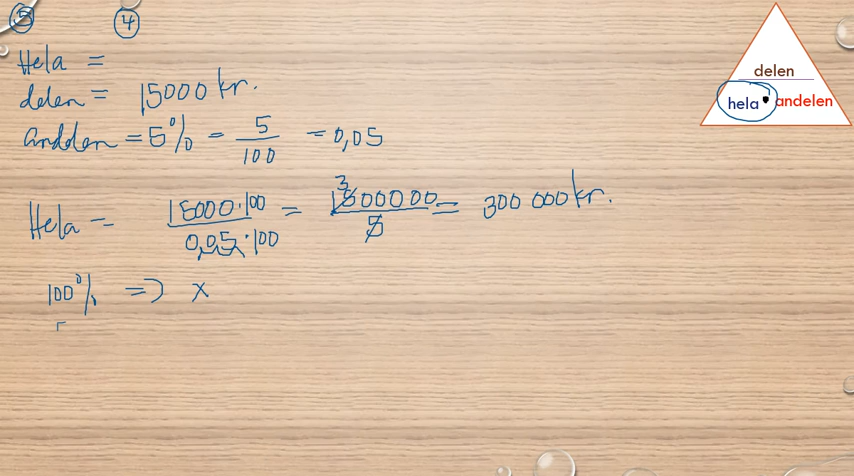 5 4
delen
hela • andelen
Hela =
delen = 15000 kr.
Andelen = 5% = 5/100 = 0,05
Hela = 15000·100/0,05·100 = 1500000/5 = 300 000 kr.
3
100% => x